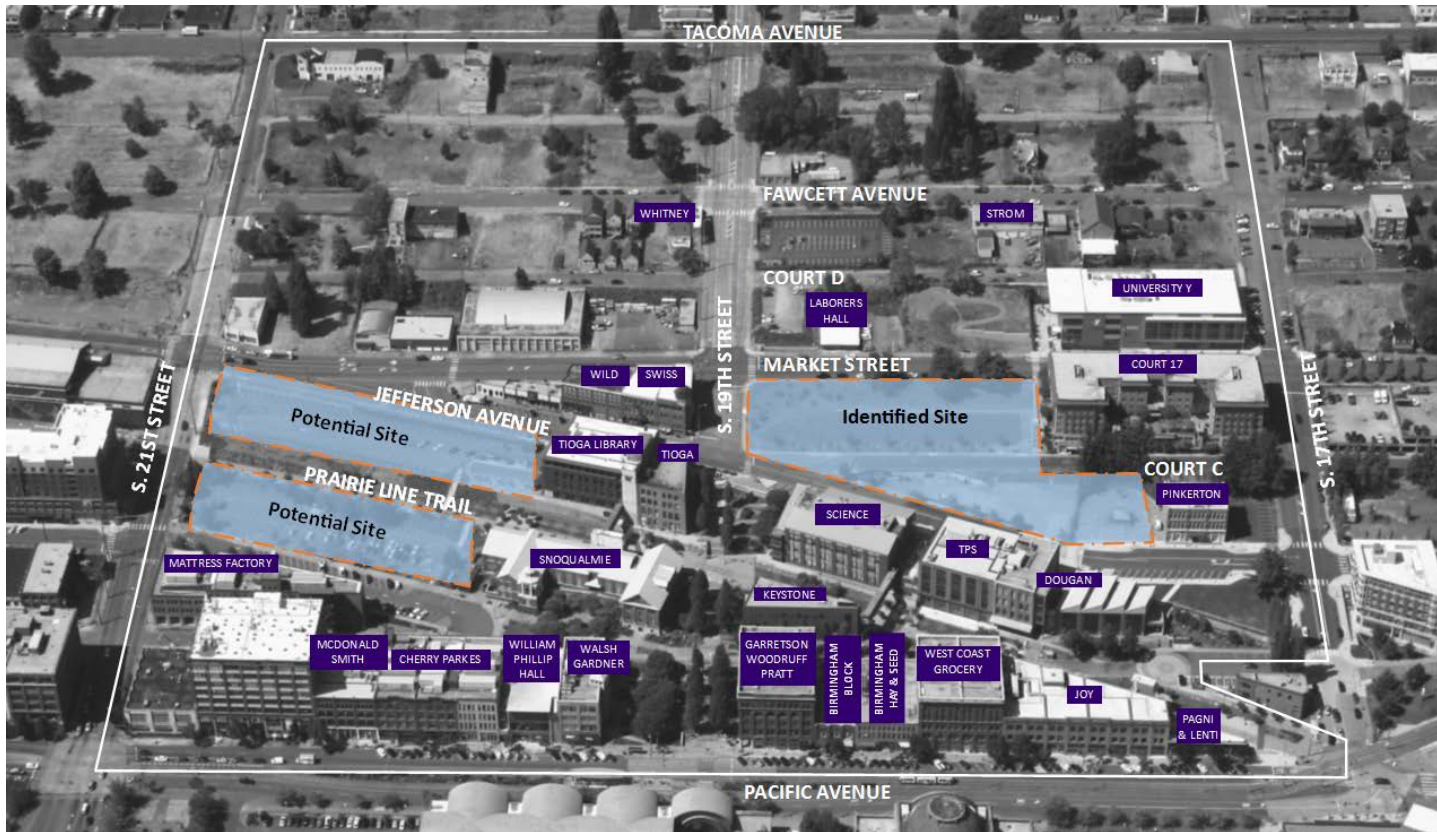 TACOMA AVENUE
FAWCETT AVENUE
WHITNEY
STROM
COURT D
UNIVERSITY Y
LABORERS
HALL
S. 19TH STREET
MARKET STREET
COURT 17
S. 21ST STREET
S. 17TH STREET
WILD
SWISS
JEFFERSON AVENUE
Potential Site
Identified Site
TIOGA LIBRARY
TIOGA
COURT C
PRAIRIE LINE TRAIL
PINKERTON
Potential Site
SCIENCE
MATTRESS FACTORY
SNOQUALMIE
TPS
DOUGAN
KEYSTONE
MCDONALD
SMITH
CHERRY PARKES
WILLIAM
PHILLIP
HALL
WALSH
GARDNER
GARRETSON
WOODRUFF
PRATT
BIRMINGHAM
BLOCK
BIRMINGHAM
HAY & SEED
WEST COAST
GROCERY
JOY
PAGNI
& LENTI
PACIFIC AVENUE